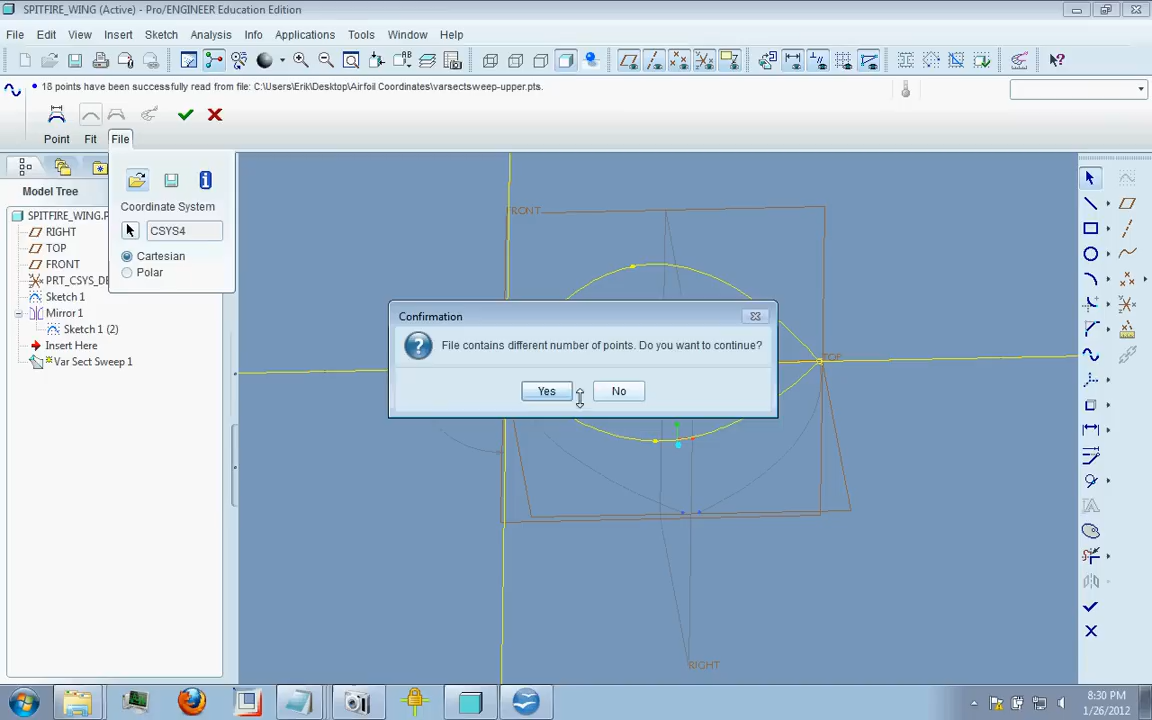 SPITFIRE_WING (Active) - Pro/ENGINEER Education Edition
File Edit View Insert Sketch Analysis Info Applications Tools Window Help
18 points have been successfully read from file: C:\Users\Erik\Desktop\Airfoil Coordinates\varsectsweep-upper.pts.
Point Fit File
Model Tree
Coordinate System
CSYS4
Cartesian
Polar
SPITFIRE_WING.P
RIGHT
TOP
FRONT
PRT_CSYS_DE
Sketch 1
Mirror 1
Sketch 1 (2)
Insert Here
Var Sect Sweep 1
FRONT
TOP
RIGHT
Confirmation
File contains different number of points. Do you want to continue?
Yes No
8:30 PM
1/26/2012